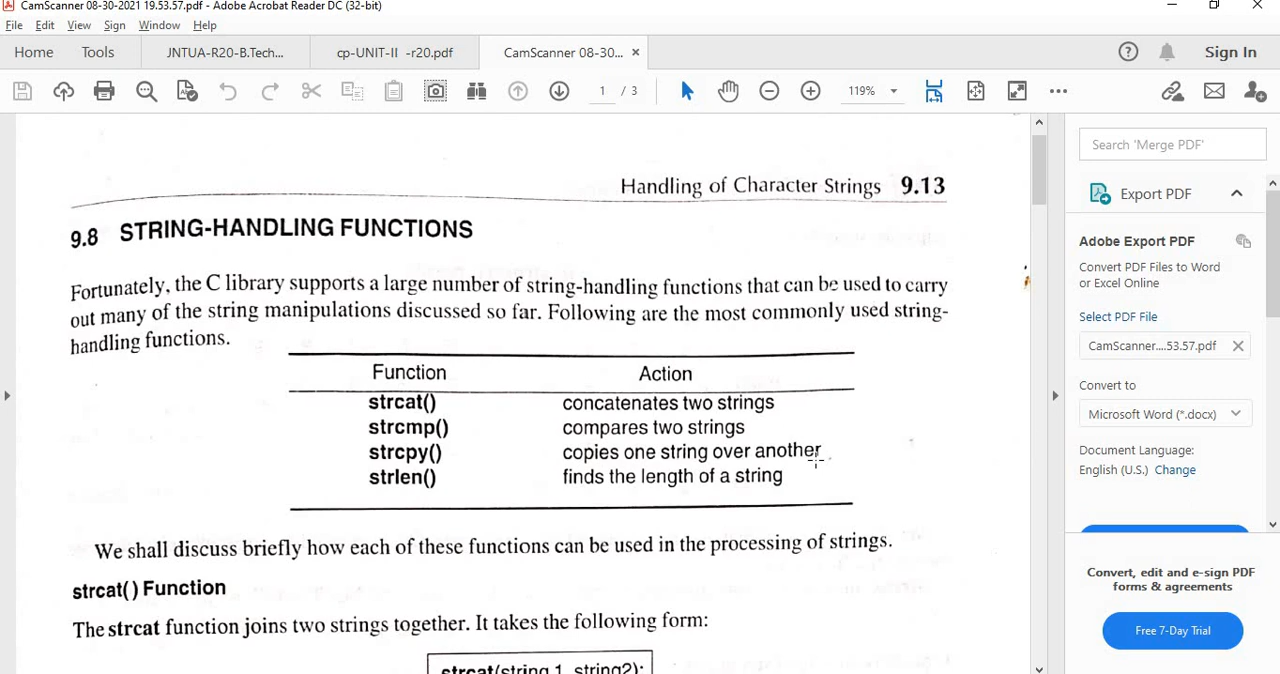 CamScanner 08-30-2021 19.53.57.pdf - Adobe Acrobat Reader DC (32-bit)
File Edit View Sign Window Help
Home Tools JNTUA-R20-B.Tech... cp-UNIT-II -r20.pdf CamScanner 08-30... × Sign In
1 / 3 119%
Handling of Character Strings 9.13
9.8 STRING-HANDLING FUNCTIONS
Fortunately, the C library supports a large number of string-handling functions that can be used to carry
out many of the string manipulations discussed so far. Following are the most commonly used string-
handling functions.
Function Action
strcat() concatenates two strings
strcmp() compares two strings
strcpy() copies one string over another
strlen() finds the length of a string
We shall discuss briefly how each of these functions can be used in the processing of strings.
strcat() Function
The strcat function joins two strings together. It takes the following form:
strcat(string 1, string2);
Search 'Merge PDF'
Export PDF
Adobe Export PDF
Convert PDF Files to Word
or Excel Online
Select PDF File
CamScanner....53.57.pdf
Convert to
Microsoft Word (*.docx)
Document Language:
English (U.S.) Change
Convert, edit and e-sign PDF
forms & agreements
Free 7-Day Trial